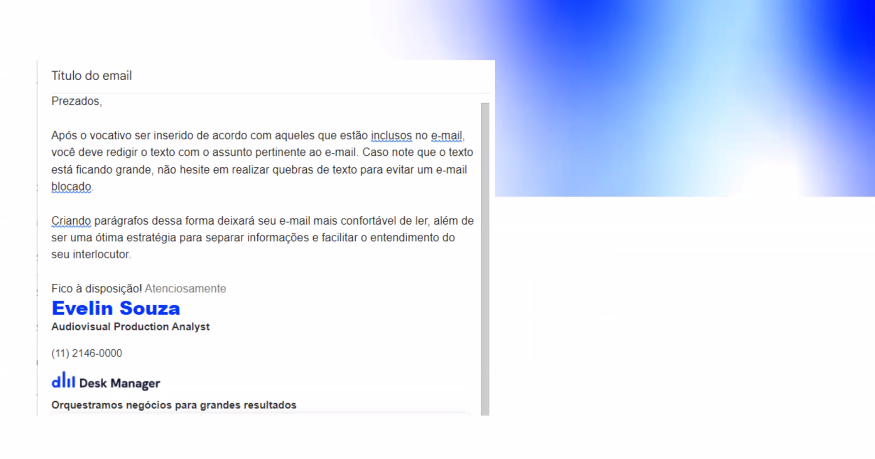 Título do email
Prezados,
Após o vocativo ser inserido de acordo com aqueles que estão inclusos no e-mail,
você deve redigir o texto com o assunto pertinente ao e-mail. Caso note que o texto
está ficando grande, não hesite em realizar quebras de texto para evitar um e-mail
blocado.
Criando parágrafos dessa forma deixará seu e-mail mais confortável de ler, além de
ser uma ótima estratégia para separar informações e facilitar o entendimento do
seu interlocutor.
Fico à disposição! Atenciosamente
Evelin Souza
Audiovisual Production Analyst
(11) 2146-0000
Desk Manager
Orquestramos negócios para grandes resultados